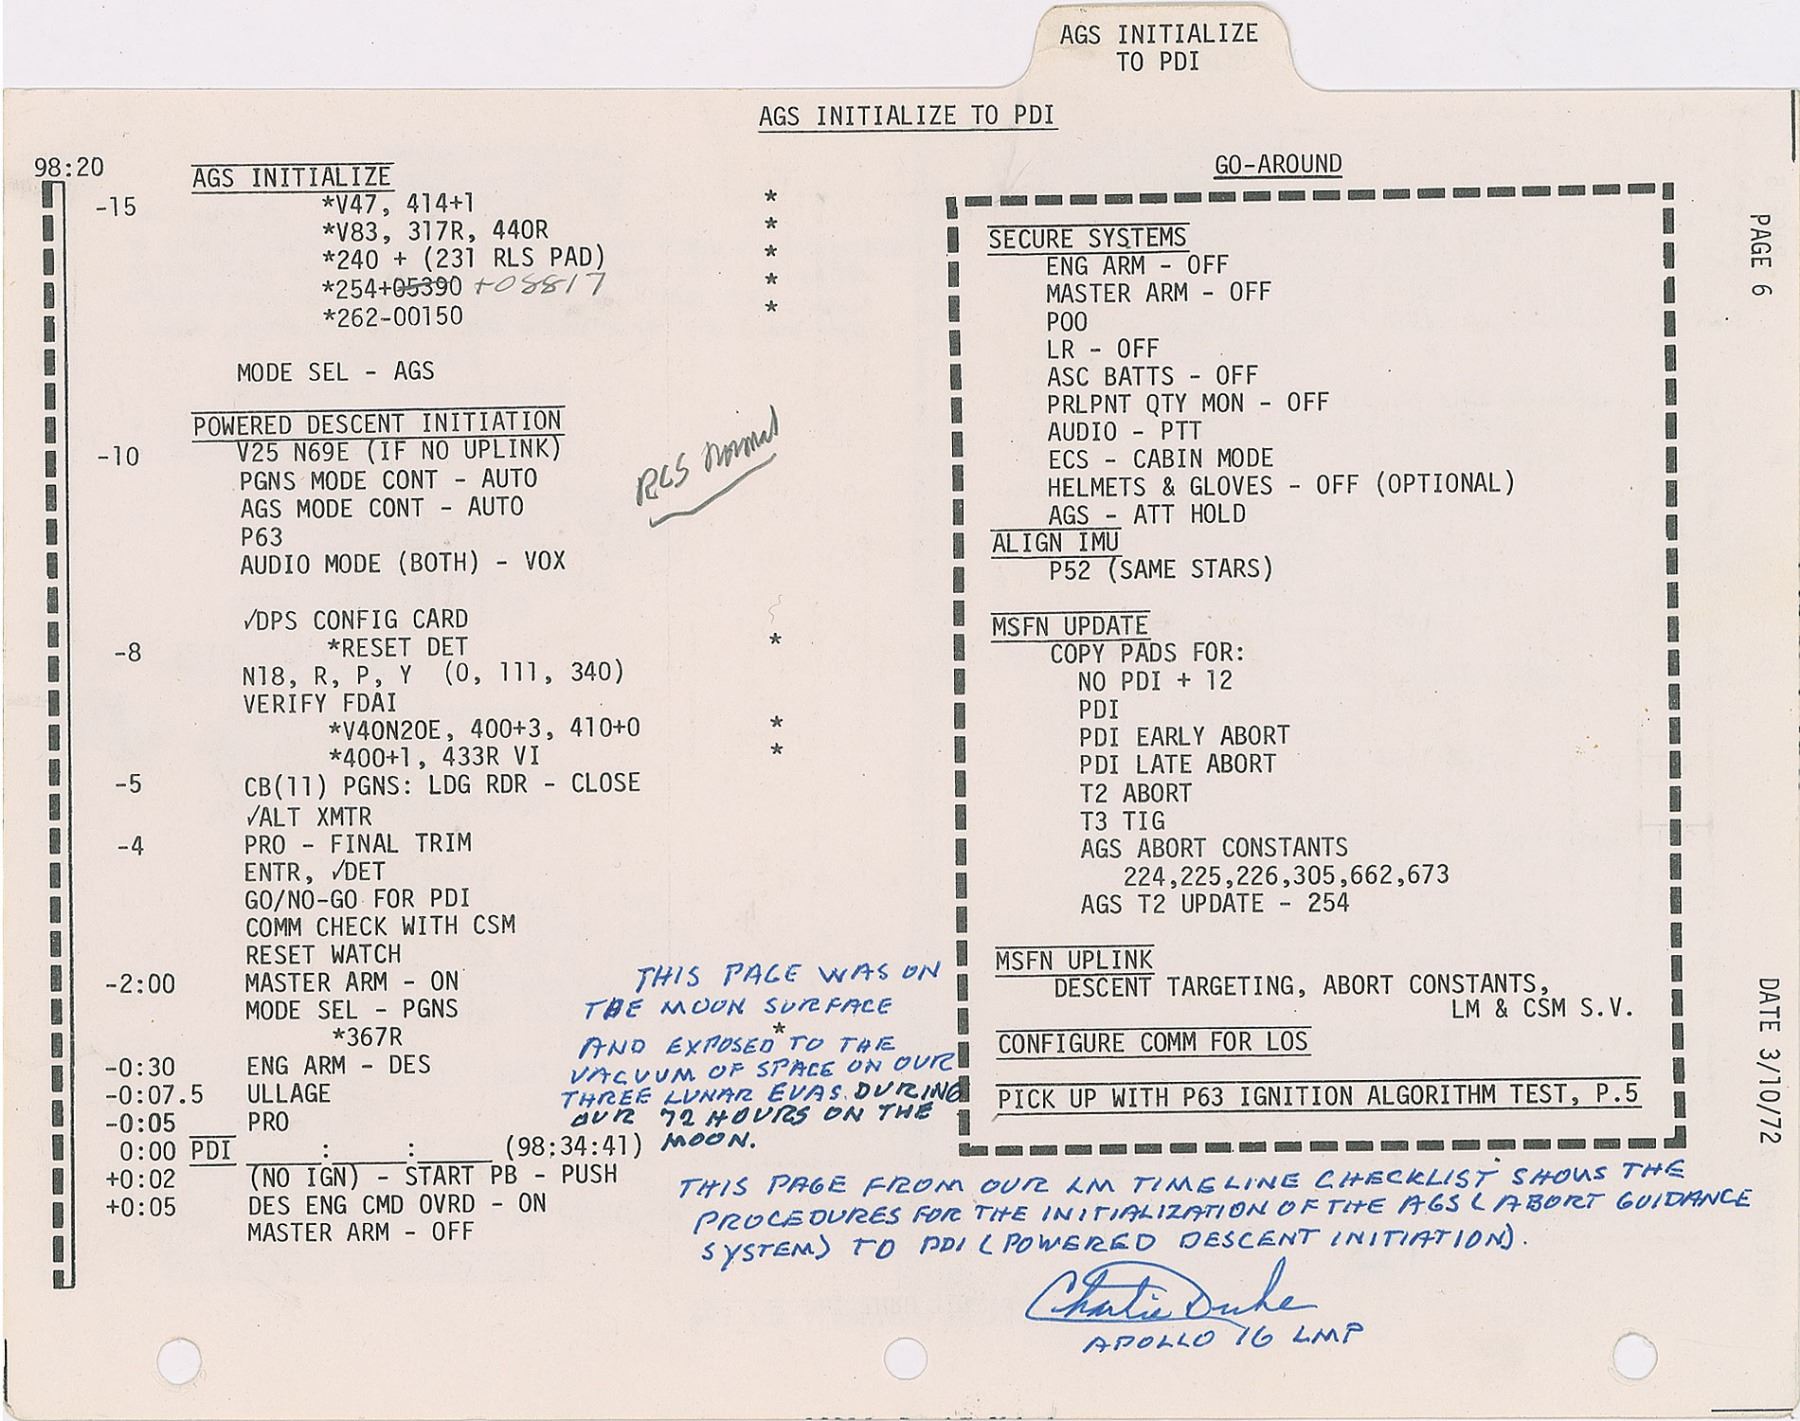 AGS INITIALIZE
TO PDI
AGS INITIALIZE TO PDI
98:20
AGS INITIALIZE
-15 *V47, 414+1 *
*V83, 317R, 440R *
*240 + (231 RLS PAD) *
*254+05390 +05817 *
*262-00150 *
MODE SEL - AGS
POWERED DESCENT INITIATION
-10 V25 N69E (IF NO UPLINK)
PGNS MODE CONT - AUTO
AGS MODE CONT - AUTO
P63
AUDIO MODE (BOTH) - VOX
RCS normal
√DPS CONFIG CARD
-8 *RESET DET *
N18, R, P, Y (0, 111, 340)
VERIFY FDAI
*V40N20E, 400+3, 410+0 *
*400+1, 433R VI *
-5 CB(11) PGNS: LDG RDR - CLOSE
√ALT XMTR
-4 PRO - FINAL TRIM
ENTR, √DET
GO/NO-GO FOR PDI
COMM CHECK WITH CSM
RESET WATCH
-2:00 MASTER ARM - ON
MODE SEL - PGNS
*367R *
-0:30 ENG ARM - DES
-0:07.5 ULLAGE
-0:05 PRO
0:00 PDI ____:____:____ (98:34:41)
+0:02 (NO IGN) - START PB - PUSH
+0:05 DES ENG CMD OVRD - ON
MASTER ARM - OFF
GO-AROUND
SECURE SYSTEMS
ENG ARM - OFF
MASTER ARM - OFF
POO
LR - OFF
ASC BATTS - OFF
PRLPNT QTY MON - OFF
AUDIO - PTT
ECS - CABIN MODE
HELMETS & GLOVES - OFF (OPTIONAL)
AGS - ATT HOLD
ALIGN IMU
P52 (SAME STARS)
MSFN UPDATE
COPY PADS FOR:
NO PDI + 12
PDI
PDI EARLY ABORT
PDI LATE ABORT
T2 ABORT
T3 TIG
AGS ABORT CONSTANTS
224,225,226,305,662,673
AGS T2 UPDATE - 254
MSFN UPLINK
DESCENT TARGETING, ABORT CONSTANTS,
LM & CSM S.V.
CONFIGURE COMM FOR LOS
PICK UP WITH P63 IGNITION ALGORITHM TEST, P.5
PAGE 6
DATE 3/10/72
THIS PAGE WAS ON
THE MOON SURFACE
AND EXPOSED TO THE
VACUUM OF SPACE ON OUR
THREE LUNAR EVAS DURING
OUR 72 HOURS ON THE
MOON.
THIS PAGE FROM OUR LM TIMELINE CHECKLIST SHOWS THE
PROCEDURES FOR THE INITIALIZATION OF THE AGS (ABORT GUIDANCE
SYSTEM) TO PDI (POWERED DESCENT INITIATION).
Charlie Duke
APOLLO 16 LMP